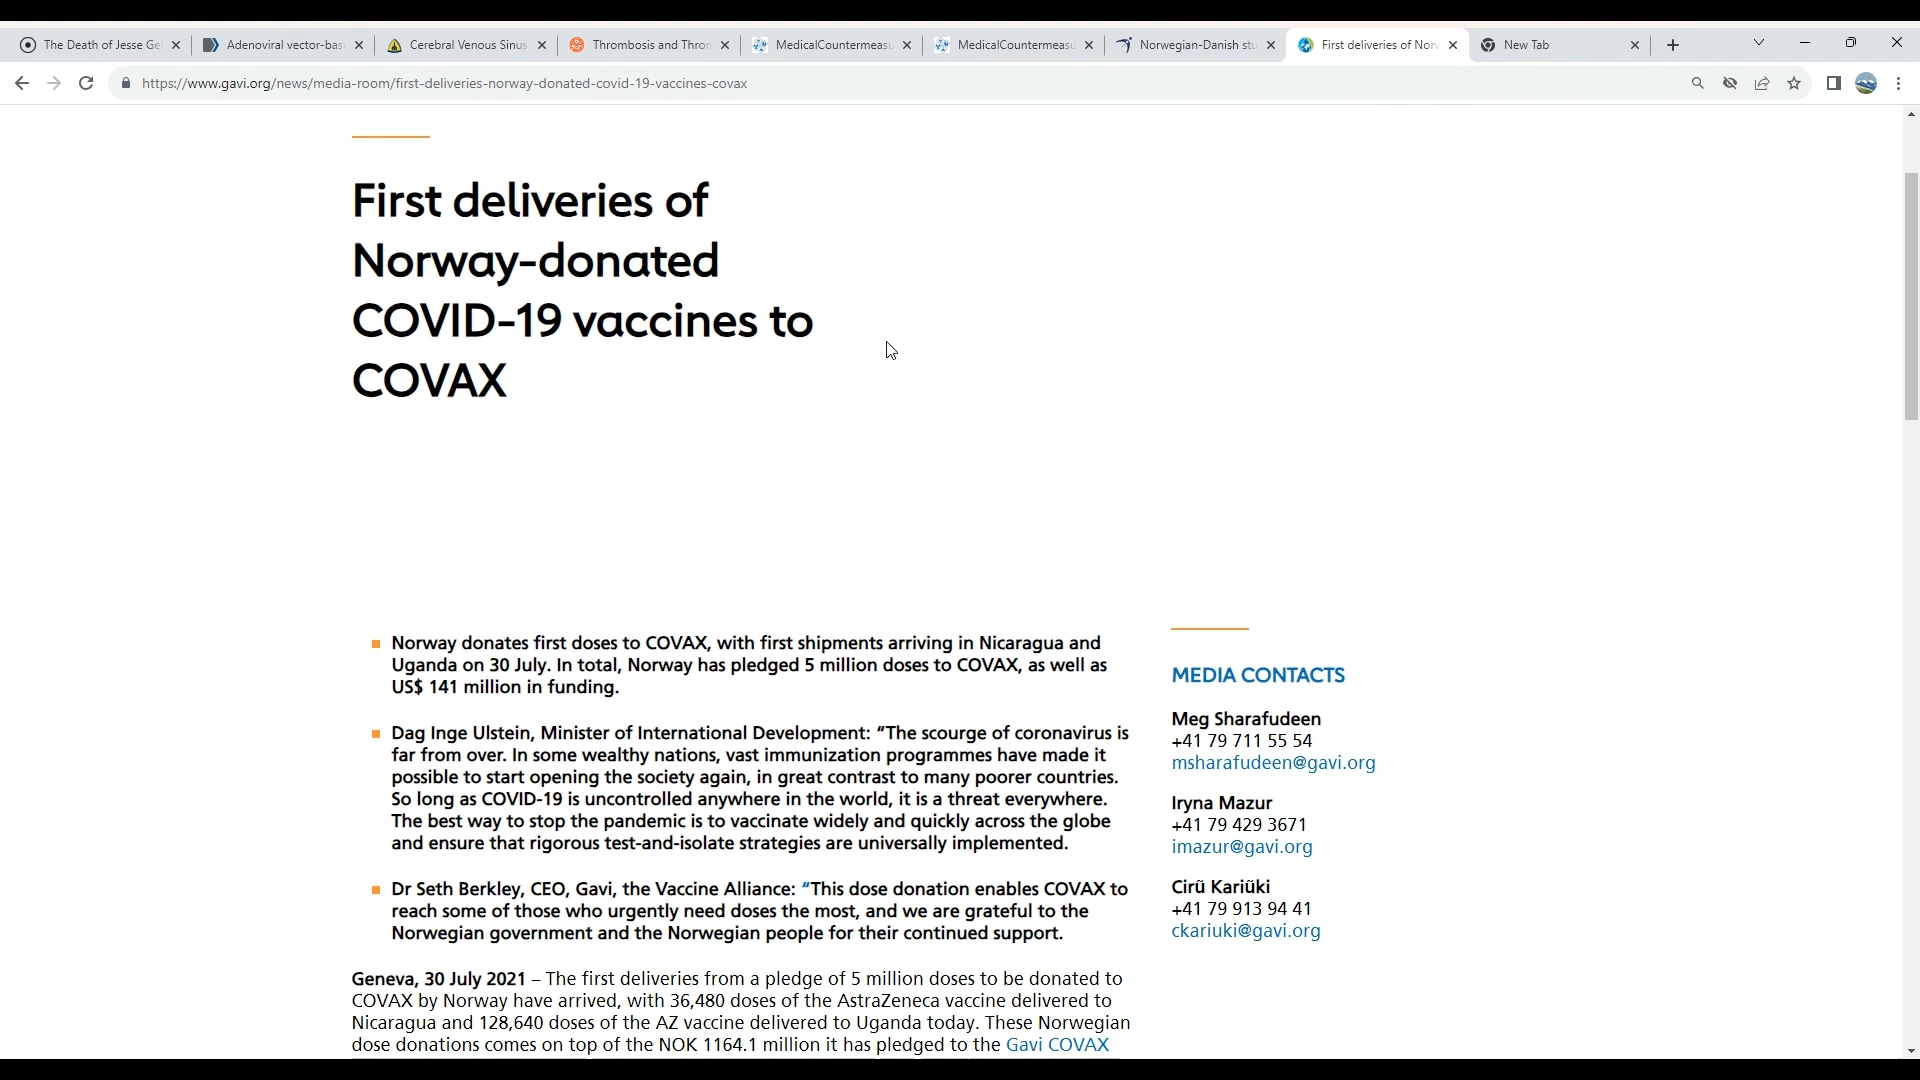 The Death of Jesse Ge
Adenoviral vector-bas
Cerebral Venous Sinus
Thrombosis and Thron
MedicalCountermeasu
MedicalCountermeasu
Norwegian-Danish stu
First deliveries of Norw
New Tab
https://www.gavi.org/news/media-room/first-deliveries-norway-donated-covid-19-vaccines-covax
First deliveries of
Norway-donated
COVID-19 vaccines to
COVAX
Norway donates first doses to COVAX, with first shipments arriving in Nicaragua and
Uganda on 30 July. In total, Norway has pledged 5 million doses to COVAX, as well as
US$ 141 million in funding.
Dag Inge Ulstein, Minister of International Development: “The scourge of coronavirus is
far from over. In some wealthy nations, vast immunization programmes have made it
possible to start opening the society again, in great contrast to many poorer countries.
So long as COVID-19 is uncontrolled anywhere in the world, it is a threat everywhere.
The best way to stop the pandemic is to vaccinate widely and quickly across the globe
and ensure that rigorous test-and-isolate strategies are universally implemented.
Dr Seth Berkley, CEO, Gavi, the Vaccine Alliance: “This dose donation enables COVAX to
reach some of those who urgently need doses the most, and we are grateful to the
Norwegian government and the Norwegian people for their continued support.
Geneva, 30 July 2021 – The first deliveries from a pledge of 5 million doses to be donated to
COVAX by Norway have arrived, with 36,480 doses of the AstraZeneca vaccine delivered to
Nicaragua and 128,640 doses of the AZ vaccine delivered to Uganda today. These Norwegian
dose donations comes on top of the NOK 1164.1 million it has pledged to the Gavi COVAX
MEDIA CONTACTS
Meg Sharafudeen
+41 79 711 55 54
msharafudeen@gavi.org
Iryna Mazur
+41 79 429 3671
imazur@gavi.org
Cirũ Kariũki
+41 79 913 94 41
ckariuki@gavi.org